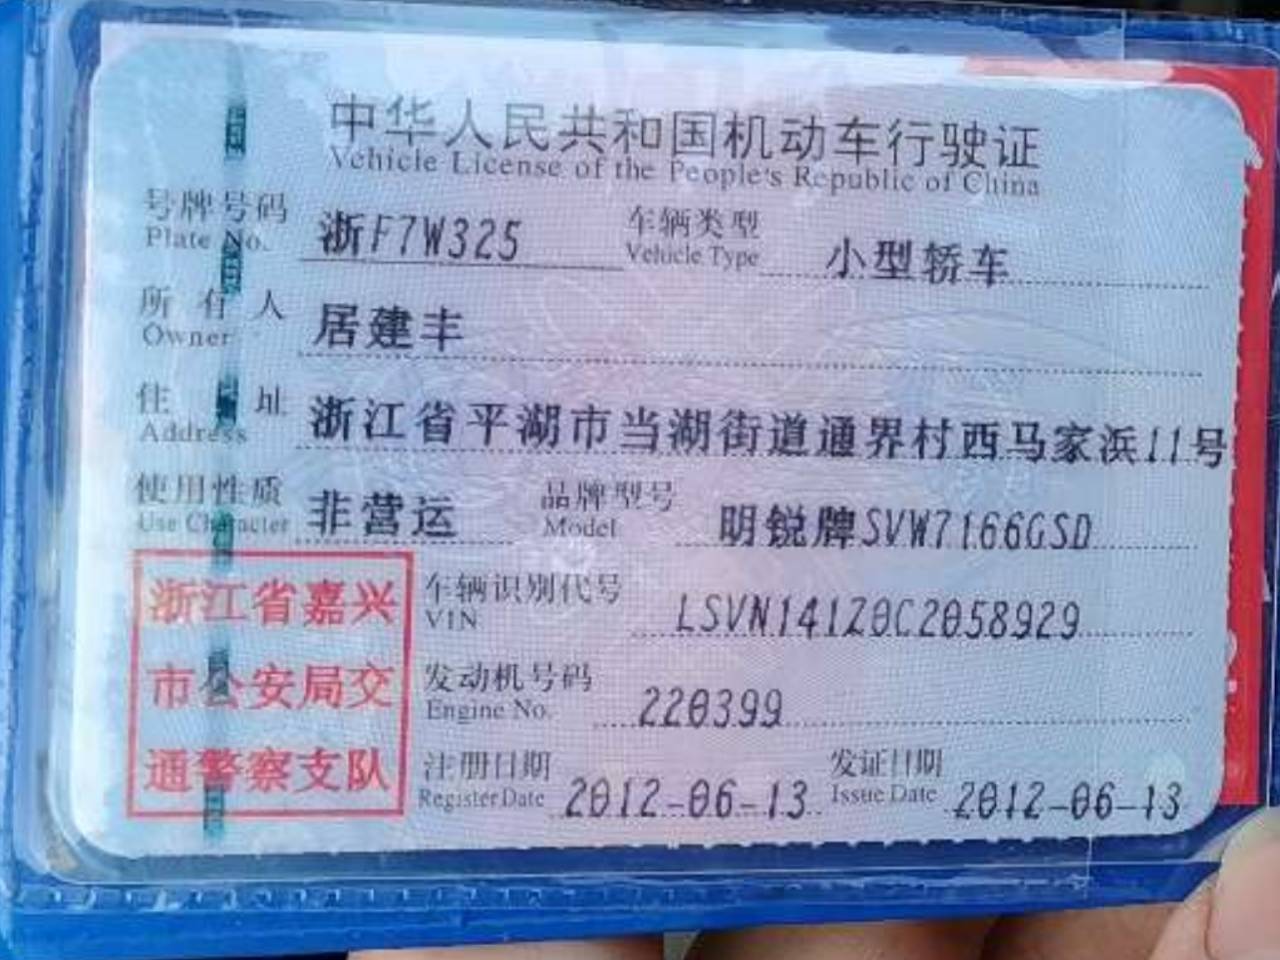 中华人民共和国机动车行驶证
Vehicle License of the People's Republic of China
号牌号码 浙F7W325 车辆类型 小型轿车
Plate No. Vehicle Type
所有人 居建丰
Owner
住址 浙江省平湖市当湖街道通界村西马家浜11号
Address
使用性质 非营运 品牌型号 明锐牌SVW7166GSD
Use Character Model
浙江省嘉兴
市公安局交
通警察支队
车辆识别代号 LSVN141Z0C2058929
VIN
发动机号码 220399
Engine No.
注册日期 2012-06-13 发证日期 2012-06-13
Register Date Issue Date